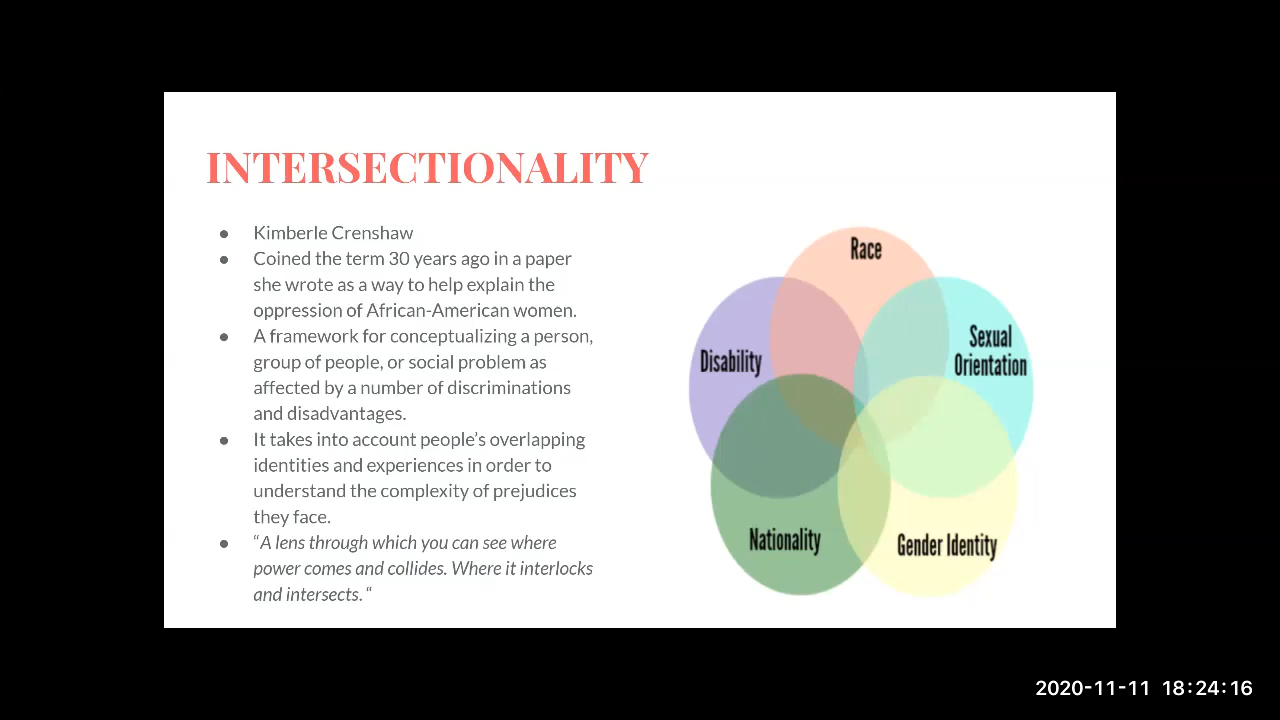 INTERSECTIONALITY
● Kimberle Crenshaw
● Coined the term 30 years ago in a paper
she wrote as a way to help explain the
oppression of African-American women.
● A framework for conceptualizing a person,
group of people, or social problem as
affected by a number of discriminations
and disadvantages.
● It takes into account people’s overlapping
identities and experiences in order to
understand the complexity of prejudices
they face.
● “A lens through which you can see where
power comes and collides. Where it interlocks
and intersects. “
Race
Disability
Sexual
Orientation
Nationality
Gender Identity
2020-11-11 18:24:16